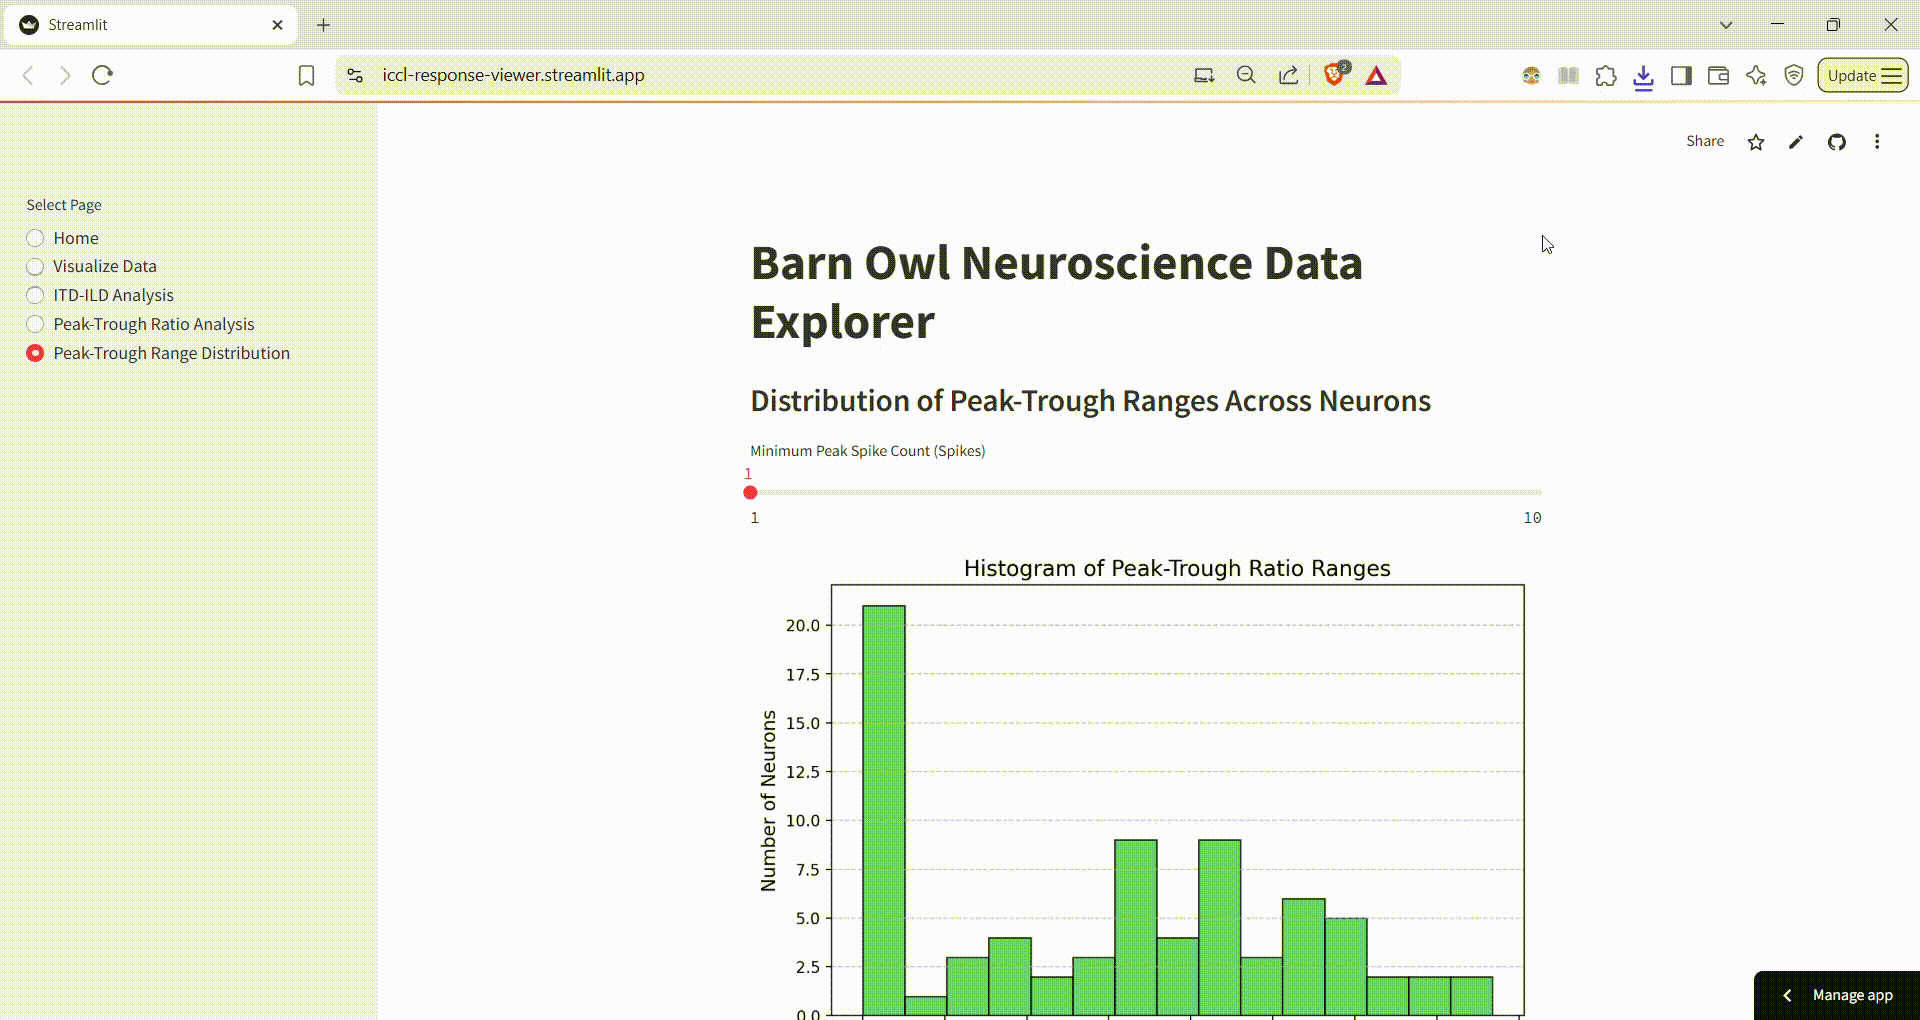 Streamlit
iccl-response-viewer.streamlit.app
2
Update
Share
Select Page
Home
Visualize Data
ITD-ILD Analysis
Peak-Trough Ratio Analysis
Peak-Trough Range Distribution
Barn Owl Neuroscience Data
Explorer
Distribution of Peak-Trough Ranges Across Neurons
Minimum Peak Spike Count (Spikes)
1
1
10
Histogram of Peak-Trough Ratio Ranges
Number of Neurons
20.0
17.5
15.0
12.5
10.0
7.5
5.0
2.5
0.0
Manage app